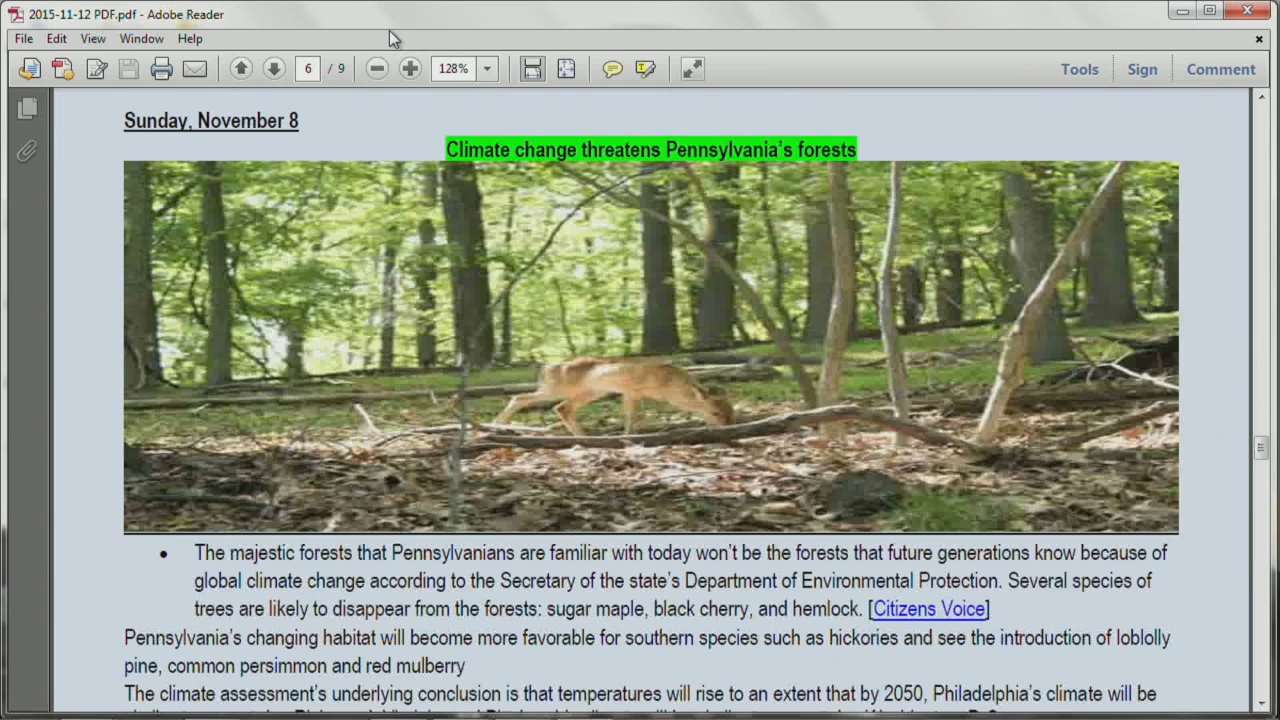 2015-11-12 PDF.pdf - Adobe Reader
File Edit View Window Help
6 / 9 128% Tools Sign Comment
Sunday, November 8
Climate change threatens Pennsylvania's forests
• The majestic forests that Pennsylvanians are familiar with today won't be the forests that future generations know because of
global climate change according to the Secretary of the state's Department of Environmental Protection. Several species of
trees are likely to disappear from the forests: sugar maple, black cherry, and hemlock. [Citizens Voice]
Pennsylvania's changing habitat will become more favorable for southern species such as hickories and see the introduction of loblolly
pine, common persimmon and red mulberry
The climate assessment's underlying conclusion is that temperatures will rise to an extent that by 2050, Philadelphia's climate will be